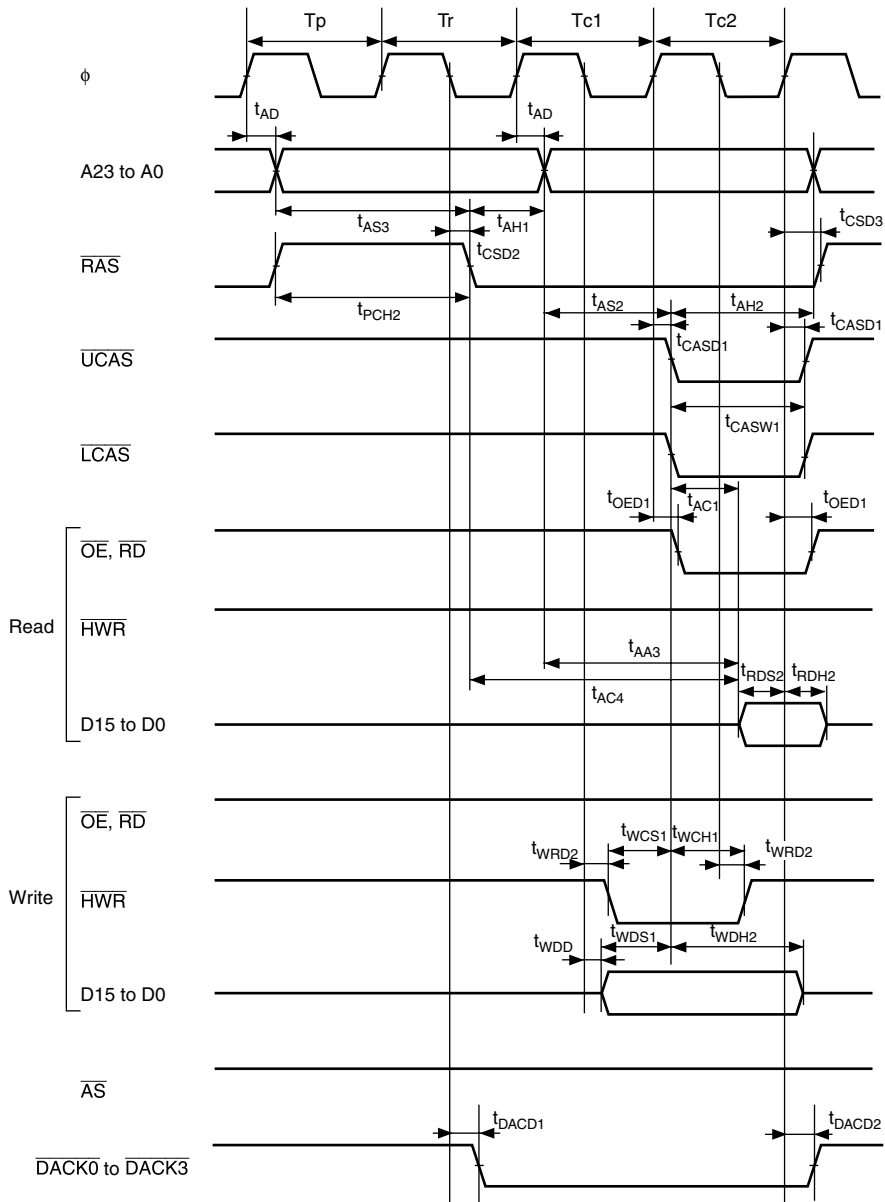 Tp Tr Tc1 Tc2
ϕ
tAD tAD
A23 to A0
tAS3 tAH1 tCSD3
tCSD2
RAS
tPCH2 tAS2 tAH2
tCASD1 tCASD1
UCAS
tCASW1
LCAS
tOED1 tAC1 tOED1
OE, RD
Read HWR
tAA3
tRDS2 tRDH2
tAC4
D15 to D0
OE, RD
tWCS1 tWCH1
tWRD2 tWRD2
Write HWR
tWDD tWDS1 tWDH2
D15 to D0
AS
tDACD1 tDACD2
DACK0 to DACK3